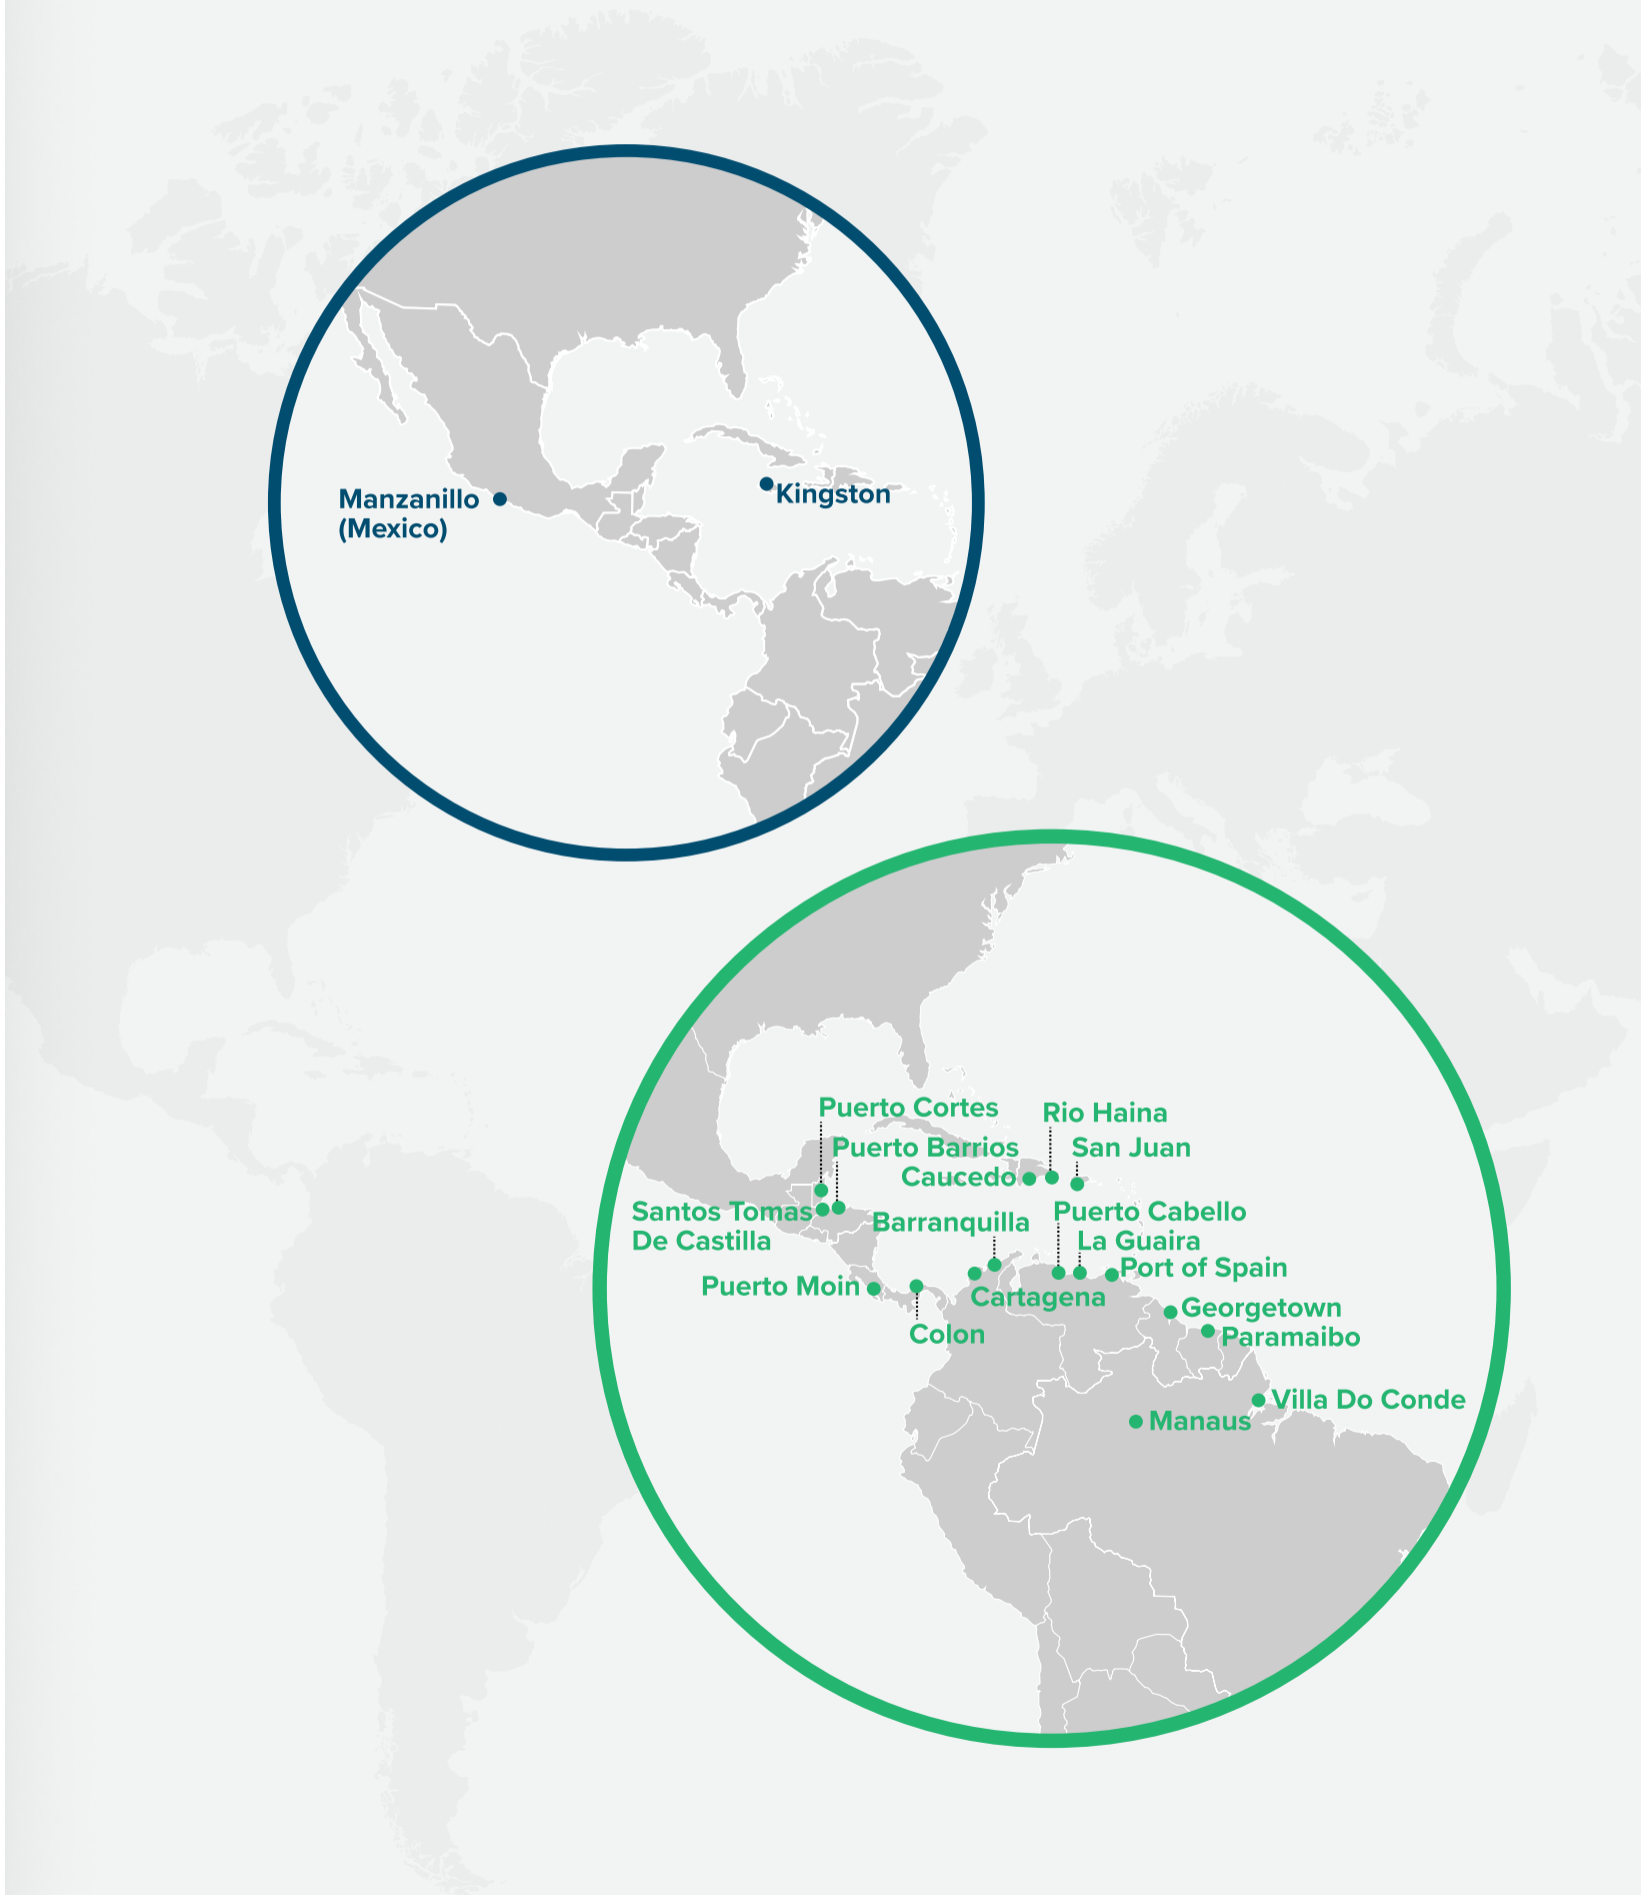 Manzanillo
(Mexico)
Kingston
Puerto Cortes
Rio Haina
Puerto Barrios
San Juan
Caucedo
Santos Tomas
De Castilla
Barranquilla
Puerto Cabello
La Guaira
Port of Spain
Puerto Moin
Cartagena
Georgetown
Colon
Paramaibo
Villa Do Conde
Manaus